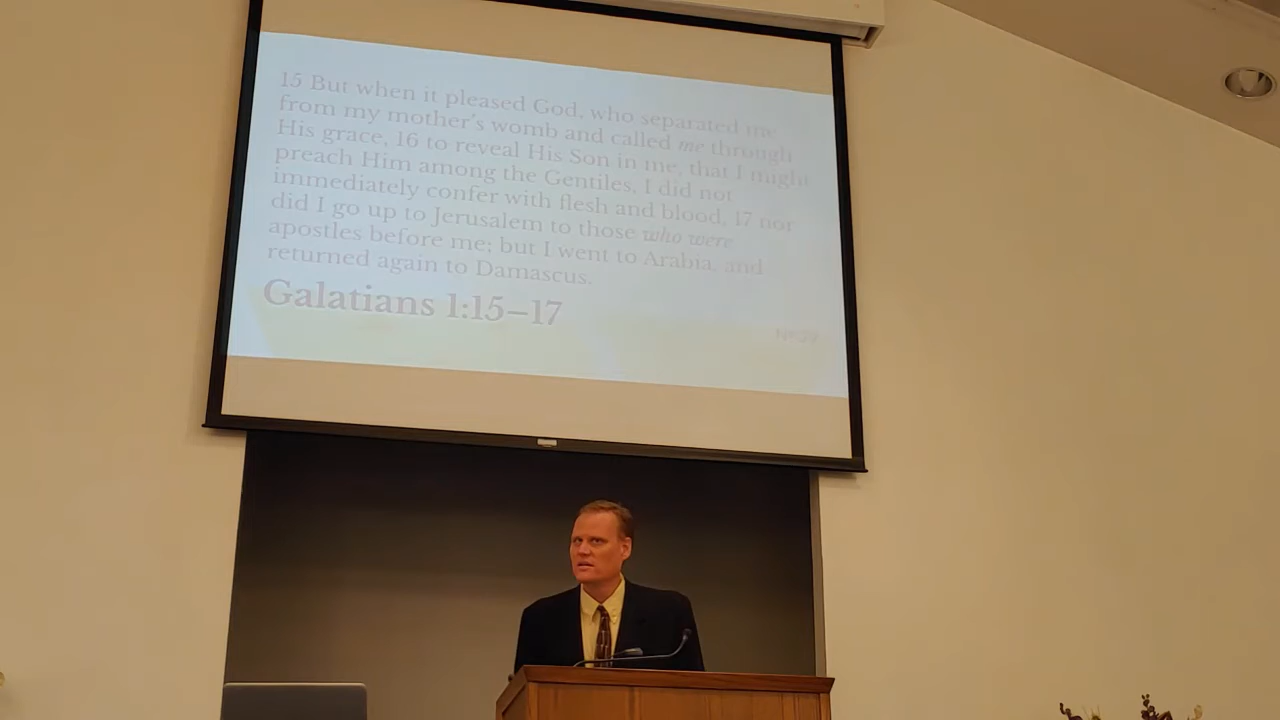 15 But when it pleased God, who separated me
from my mother's womb and called me through
His grace, 16 to reveal His Son in me, that I might
preach Him among the Gentiles, I did not
immediately confer with flesh and blood, 17 nor
did I go up to Jerusalem to those who were
apostles before me; but I went to Arabia, and
returned again to Damascus.
Galatians 1:15–17